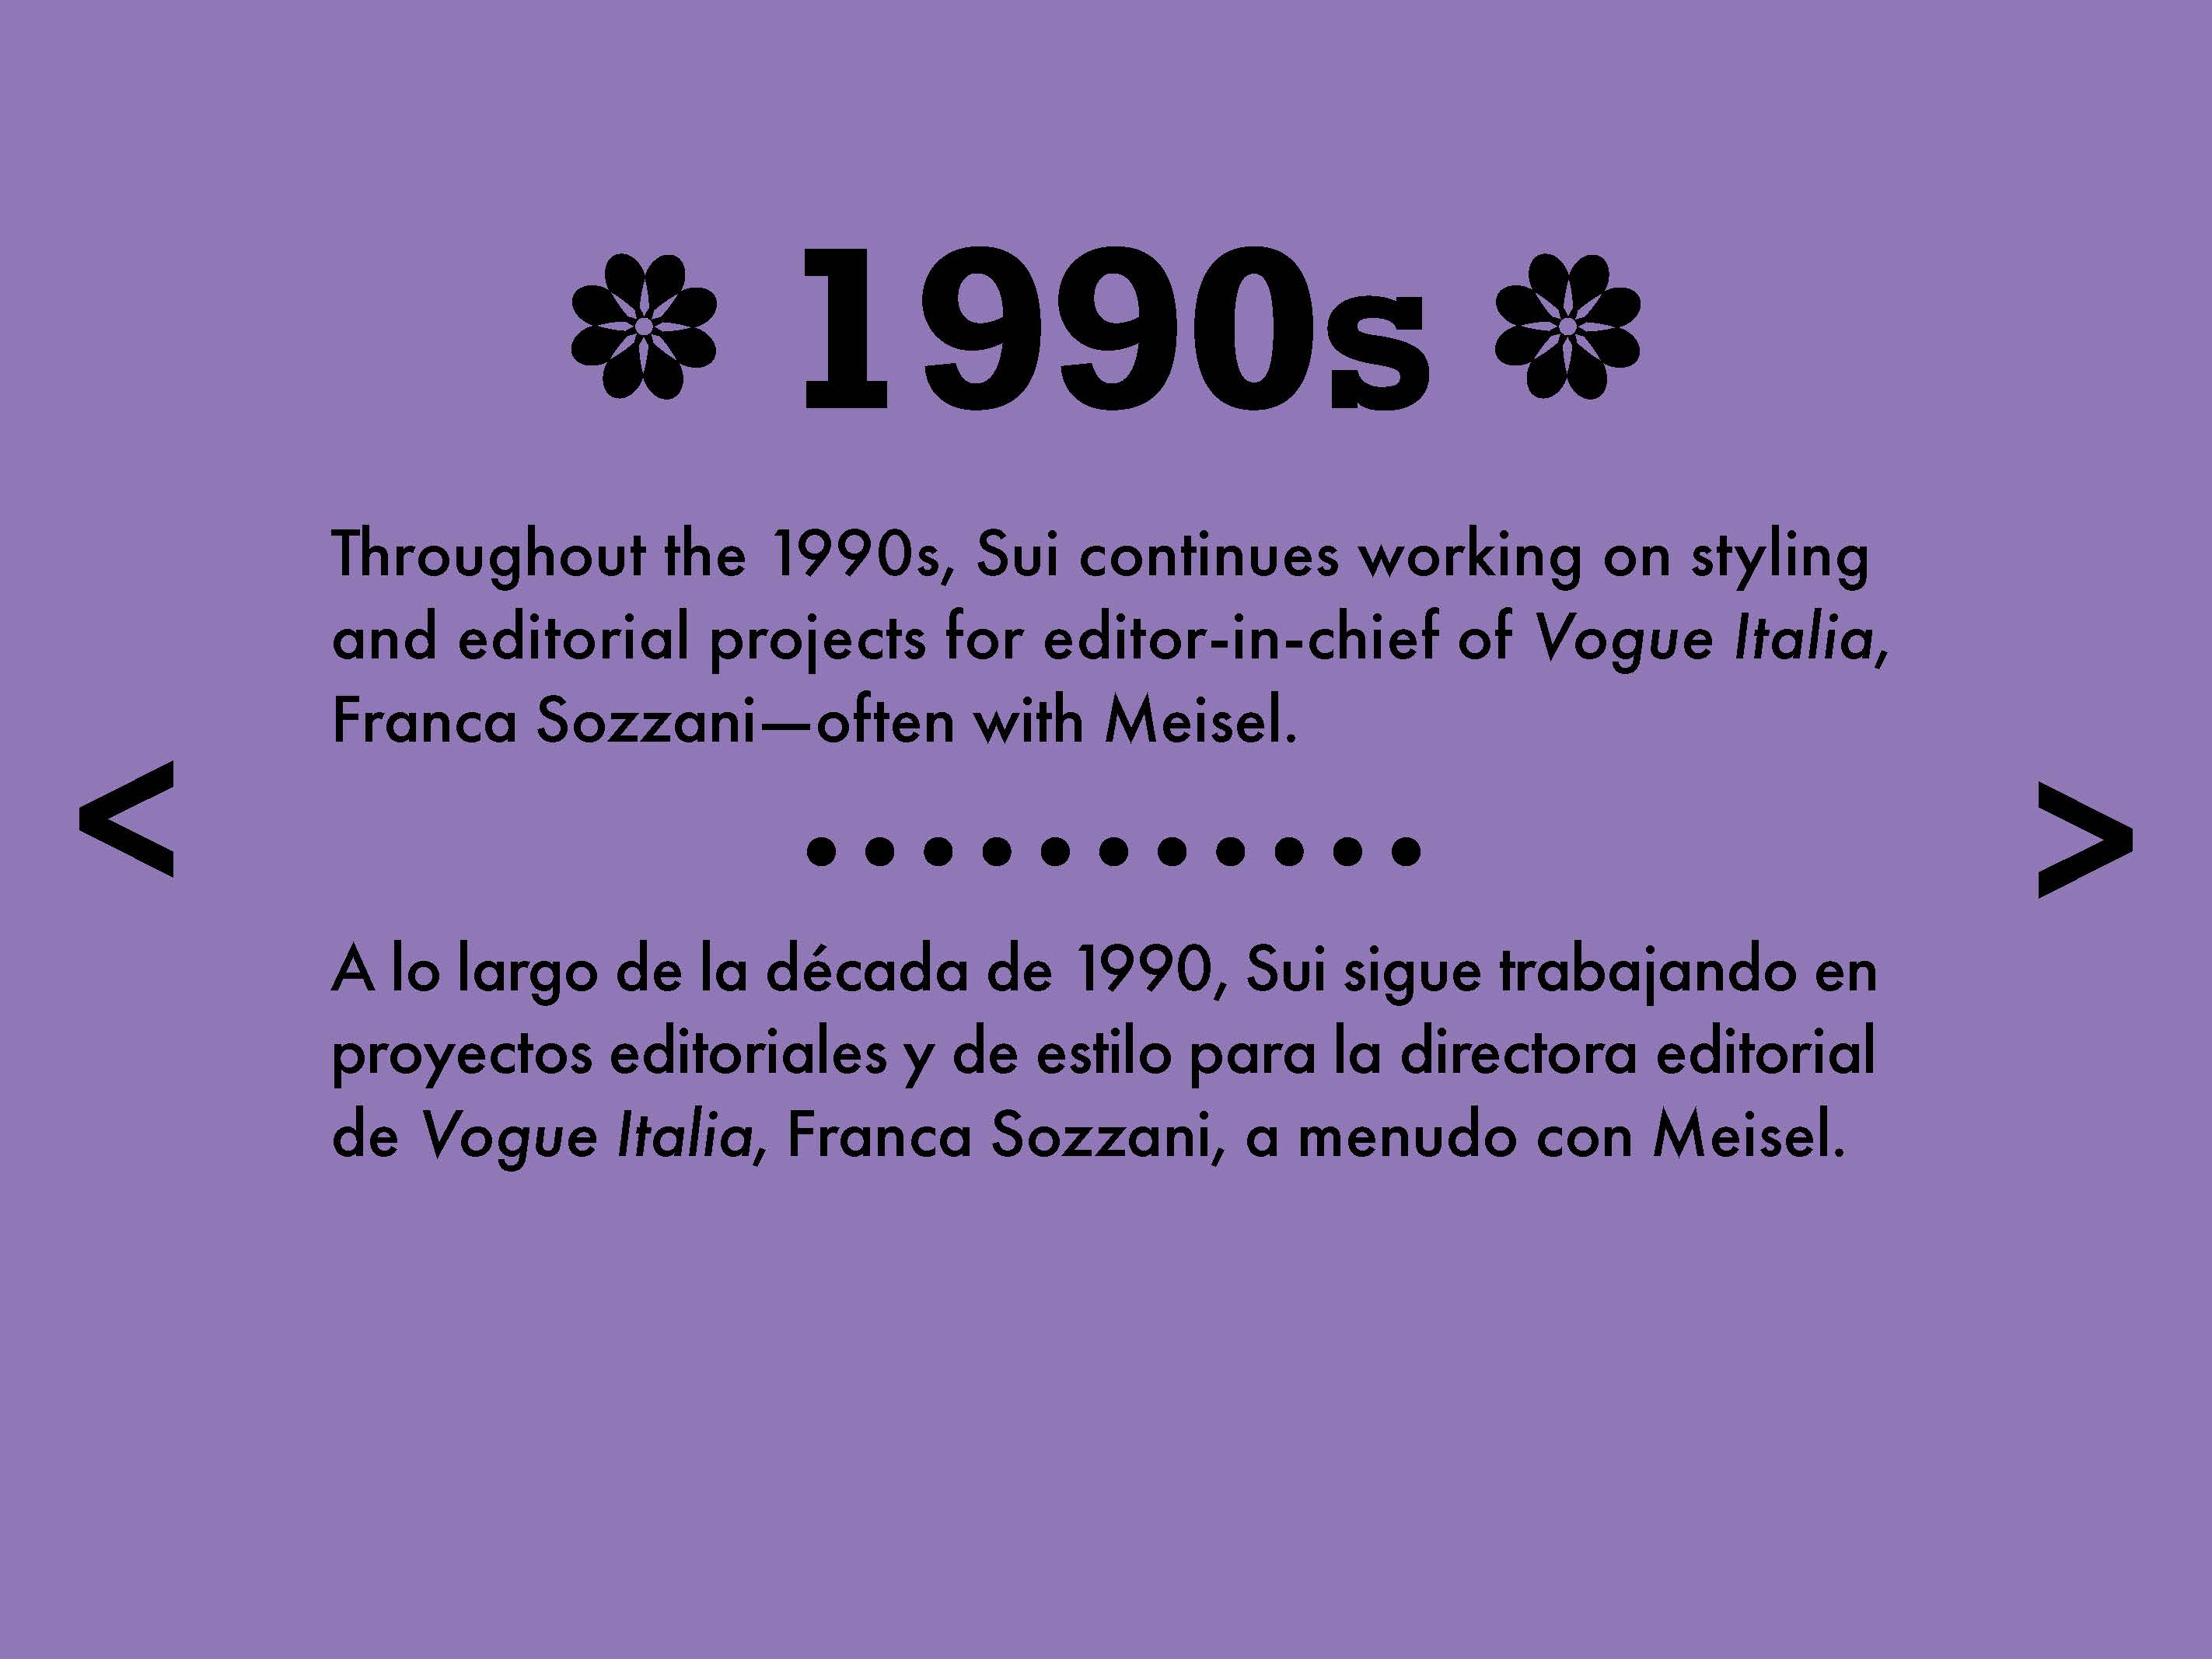 1990s
Throughout the 1990s, Sui continues working on styling
and editorial projects for editor-in-chief of Vogue Italia,
Franca Sozzani—often with Meisel.
< >
A lo largo de la década de 1990, Sui sigue trabajando en
proyectos editoriales y de estilo para la directora editorial
de Vogue Italia, Franca Sozzani, a menudo con Meisel.